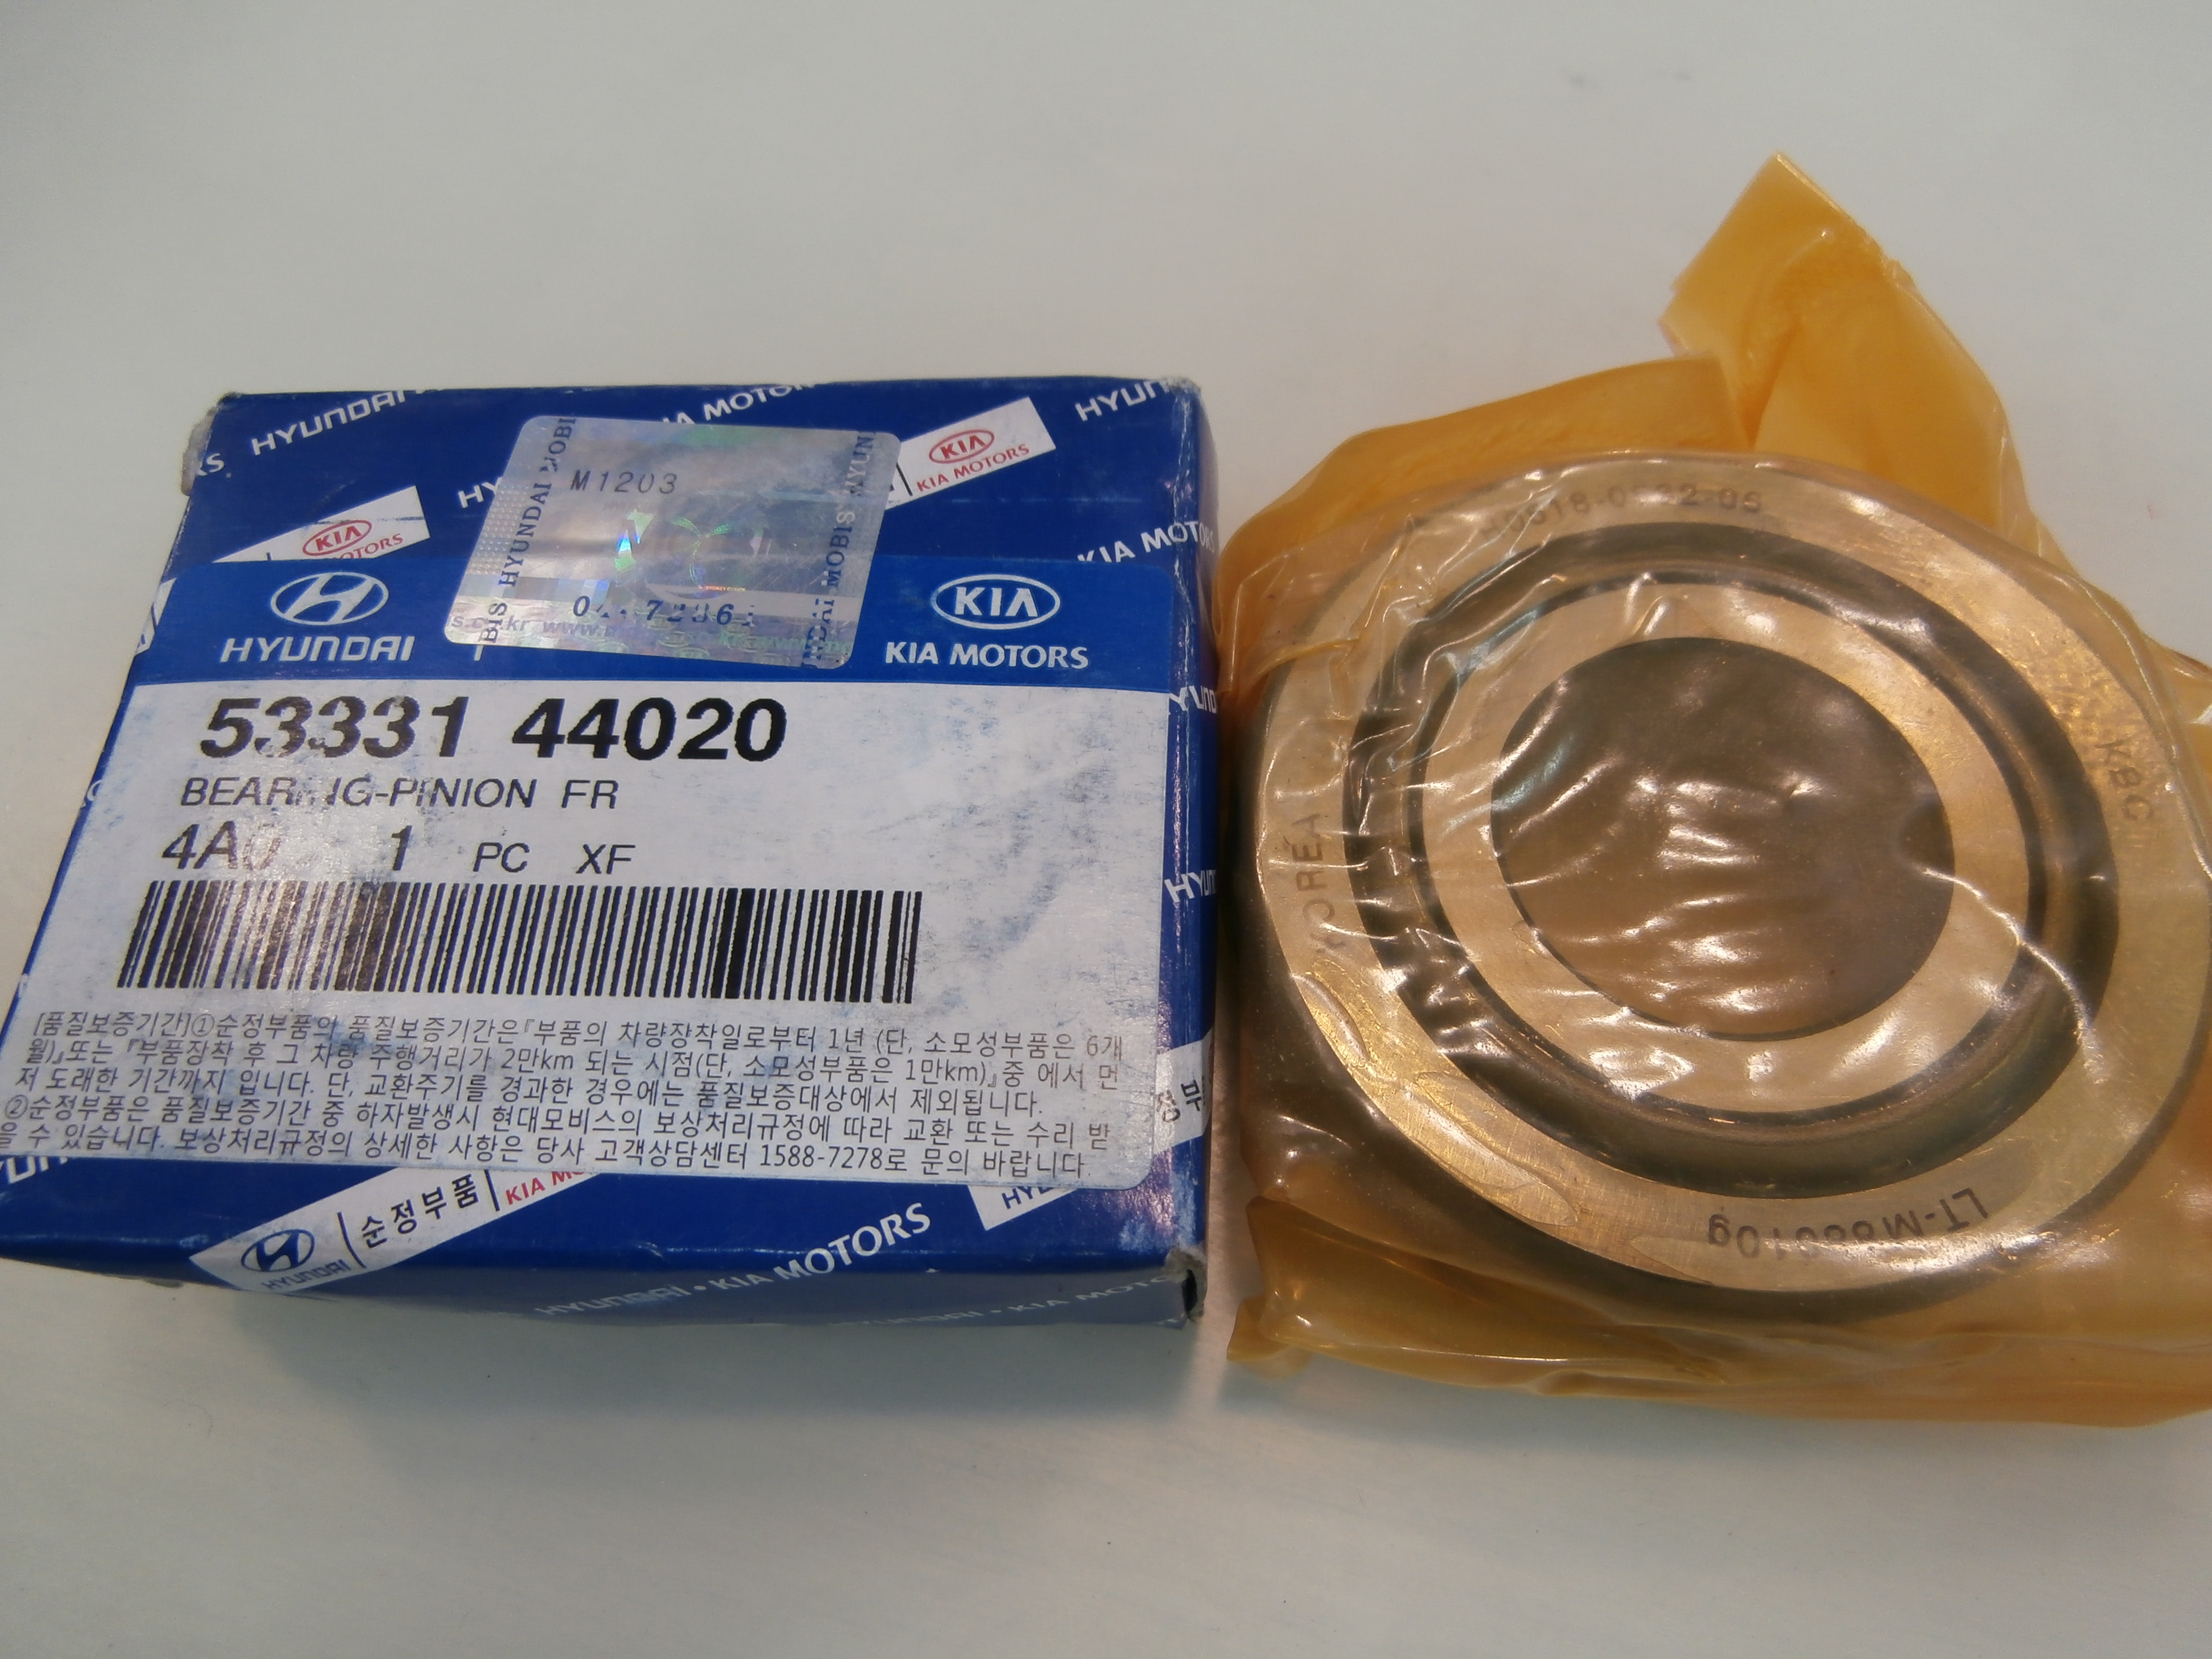 HYUNDAI
KIA MOTORS
KIA
KIA MOTORS
KIA
M1203
HYUNDAI MOBIS
HYUNDAI
KIA
KIA MOTORS
53331 44020
BEARING-PINION FR
4A0 1 PC XF
[품질보증기간]①순정부품의 품질보증기간은『부품의 차량장착일로부터 1년 (단, 소모성부품은 6개
월)』또는 『부품장착 후 그 차량 주행거리가 2만km 되는 시점(단, 소모성부품은 1만km)』중 에서 먼
저 도래한 기간까지 입니다. 단, 교환주기를 경과한 경우에는 품질보증대상에서 제외됩니다.
②순정부품은 품질보증기간 중 하자발생시 현대모비스의 보상처리규정에 따라 교환 또는 수리 받
을 수 있습니다. 보상처리규정의 상세한 사항은 당사 고객상담센터 1588-7278로 문의 바랍니다.
HYUNDAI
순정부품
KIA MOTORS
HYUNDAI • KIA MOTORS
KOREA
KBC